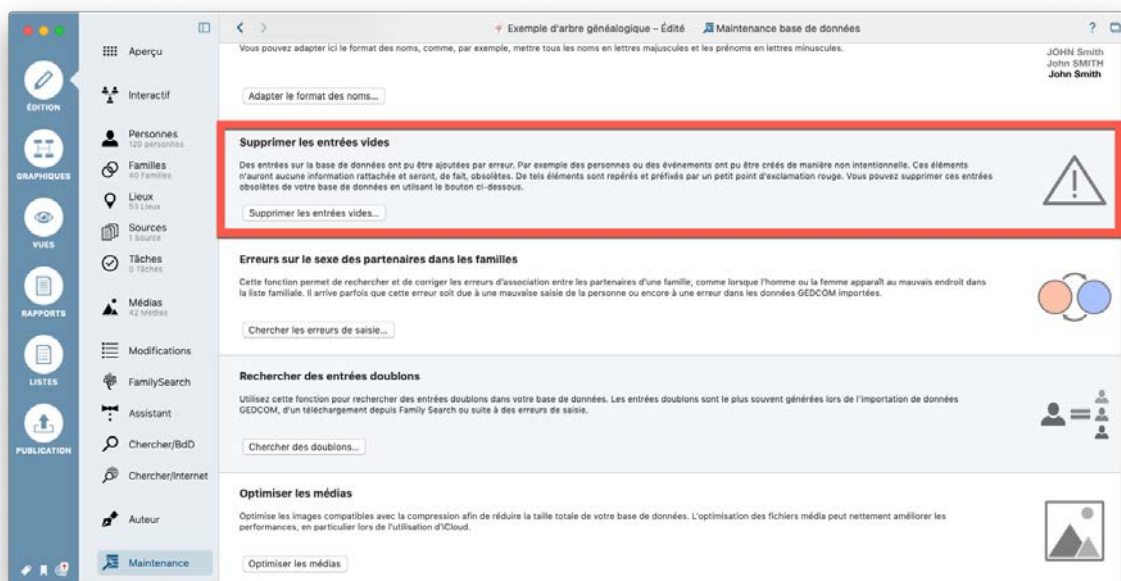 Exemple d'arbre généalogique – Édité
Maintenance base de données
?
ÉDITION
GRAPHIQUES
VUES
RAPPORTS
LISTES
PUBLICATION
Aperçu
Interactif
Personnes
120 personnes
Familles
40 Familles
Lieux
53 Lieux
Sources
1 Source
Tâches
0 Tâches
Médias
42 Médias
Modifications
FamilySearch
Assistant
Chercher/BdD
Chercher/Internet
Auteur
Maintenance
Vous pouvez adapter ici le format des noms, comme, par exemple, mettre tous les noms en lettres majuscules et les prénoms en lettres minuscules.
JOHN Smith
John SMITH
John Smith
Adapter le format des noms...
Supprimer les entrées vides
Des entrées sur la base de données ont pu être ajoutées par erreur. Par exemple des personnes ou des événements ont pu être créés de manière non intentionnelle. Ces éléments
n'auront aucune information rattachée et seront, de fait, obsolètes. De tels éléments sont repérés et préfixés par un petit point d'exclamation rouge. Vous pouvez supprimer ces entrées
obsolètes de votre base de données en utilisant le bouton ci-dessous.
Supprimer les entrées vides...
Erreurs sur le sexe des partenaires dans les familles
Cette fonction permet de rechercher et de corriger les erreurs d'association entre les partenaires d'une famille, comme lorsque l'homme ou la femme apparaît au mauvais endroit dans
la liste familiale. Il arrive parfois que cette erreur soit due à une mauvaise saisie de la personne ou encore à une erreur dans les données GEDCOM importées.
Chercher les erreurs de saisie...
Rechercher des entrées doublons
Utilisez cette fonction pour rechercher des entrées doublons dans votre base de données. Les entrées doublons sont le plus souvent générées lors de l'importation de données
GEDCOM, d'un téléchargement depuis Family Search ou suite à des erreurs de saisie.
Chercher des doublons...
Optimiser les médias
Optimise les images compatibles avec la compression afin de réduire la taille totale de votre base de données. L'optimisation des fichiers média peut nettement améliorer les
performances, en particulier lors de l'utilisation d'iCloud.
Optimiser les médias